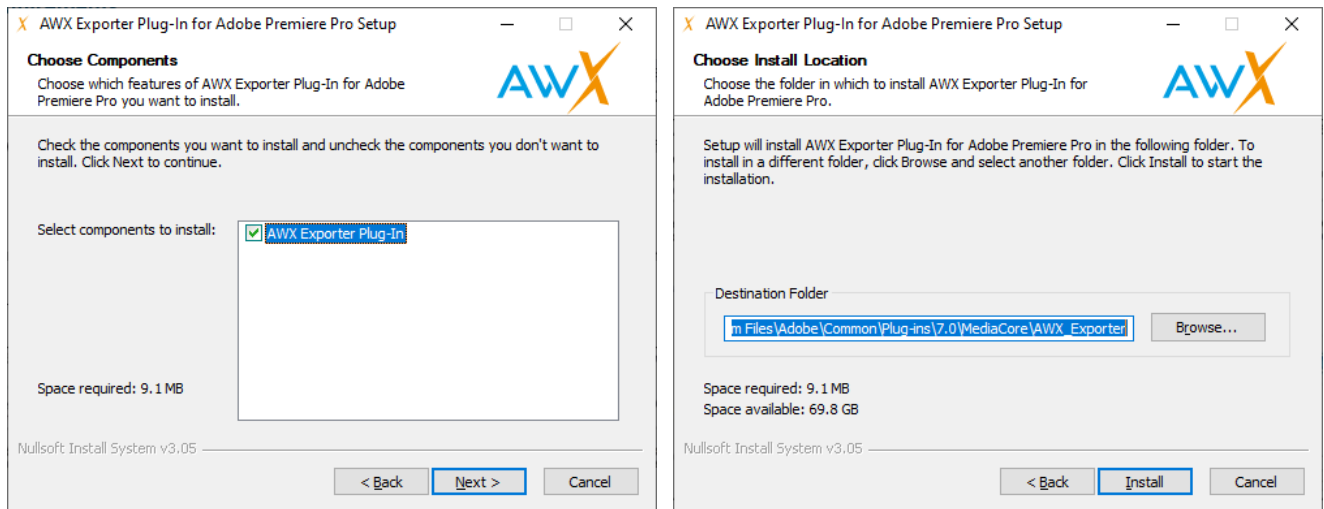 AWX Exporter Plug-In for Adobe Premiere Pro Setup
Choose Components
Choose which features of AWX Exporter Plug-In for Adobe
Premiere Pro you want to install.
AWX
Check the components you want to install and uncheck the components you don't want to
install. Click Next to continue.
Select components to install:
AWX Exporter Plug-In
Space required: 9.1 MB
Nullsoft Install System v3.05
< Back
Next >
Cancel
AWX Exporter Plug-In for Adobe Premiere Pro Setup
Choose Install Location
Choose the folder in which to install AWX Exporter Plug-In for
Adobe Premiere Pro.
AWX
Setup will install AWX Exporter Plug-In for Adobe Premiere Pro in the following folder. To
install in a different folder, click Browse and select another folder. Click Install to start the
installation.
Destination Folder
m Files\Adobe\Common\Plug-ins\7.0\MediaCore\AWX_Exporter
Browse...
Space required: 9.1 MB
Space available: 69.8 GB
Nullsoft Install System v3.05
< Back
Install
Cancel